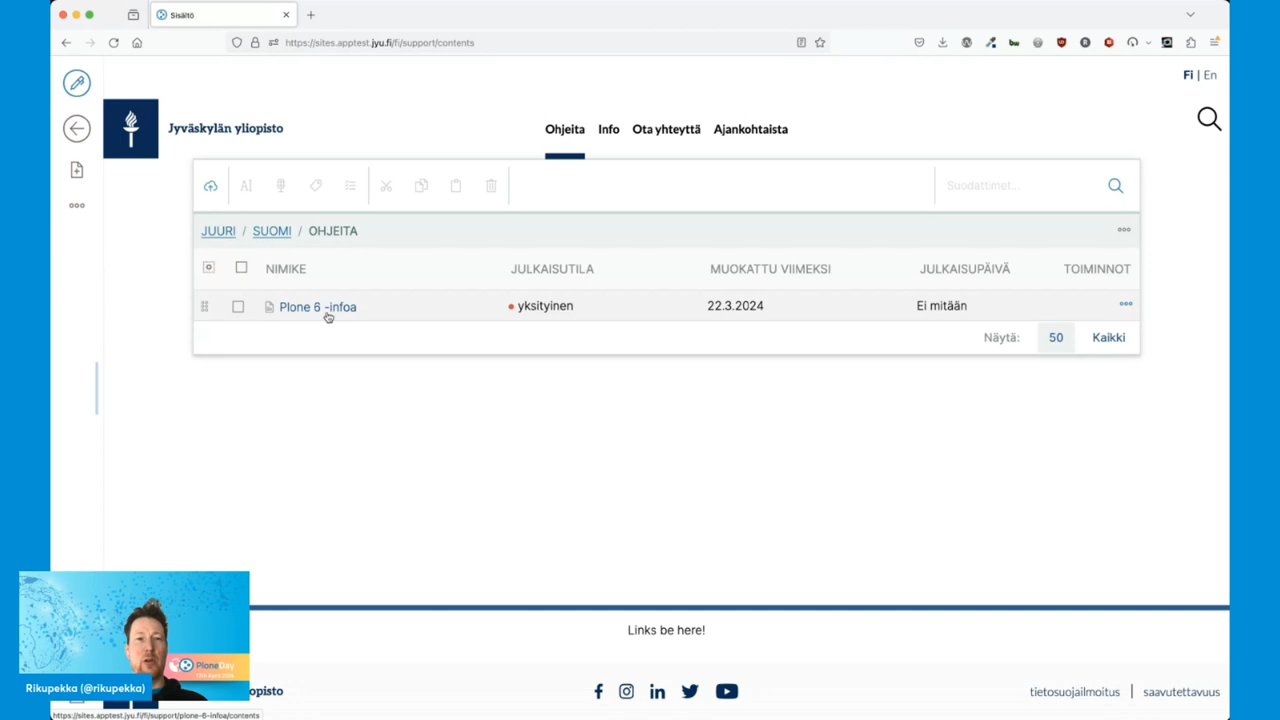 Sisältö
https://sites.apptest.jyu.fi/fi/support/contents
Fi | En
Jyväskylän yliopisto
Ohjeita Info Ota yhteyttä Ajankohtaista
Suodattimet...
JUURI / SUOMI / OHJEITA
NIMIKE JULKAISUTILA MUOKATTU VIIMEKSI JULKAISUPÄIVÄ TOIMINNOT
Plone 6 -infoa yksityinen 22.3.2024 Ei mitään
Näytä: 50 Kaikki
Links be here!
PloneDay
Rikupekka (@rikupekka)
yliopisto
tietosuojailmoitus | saavutettavuus
https://sites.apptest.jyu.fi/fi/support/plone-6-infoa/contents